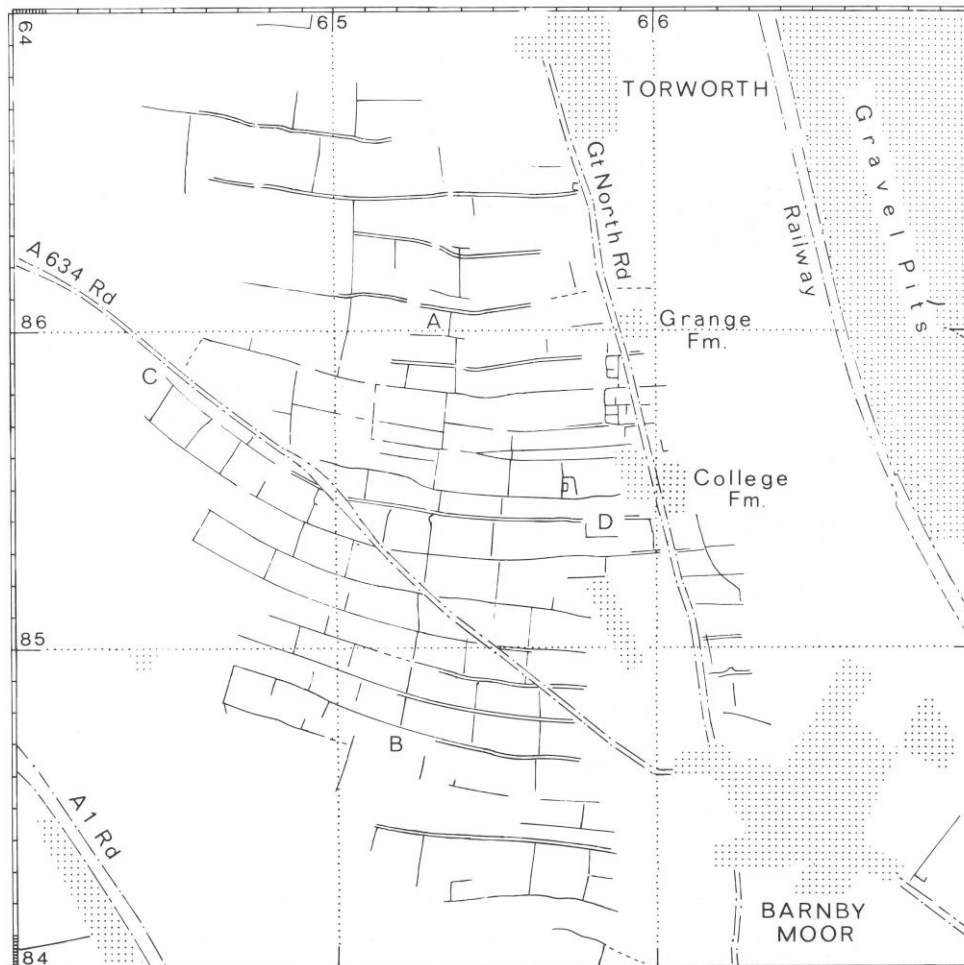 64
65
66
TORWORTH
Gravel Pits
Gt North Rd
Railway
A 634 Rd
86
A
Grange
Fm.
C
College
Fm.
D
85
B
A 1 Rd
BARNBY
MOOR
84